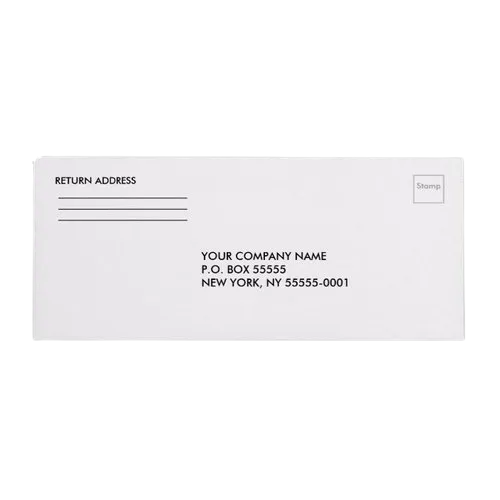 RETURN ADDRESS
Stamp
YOUR COMPANY NAME
P.O. BOX 55555
NEW YORK, NY 55555-0001